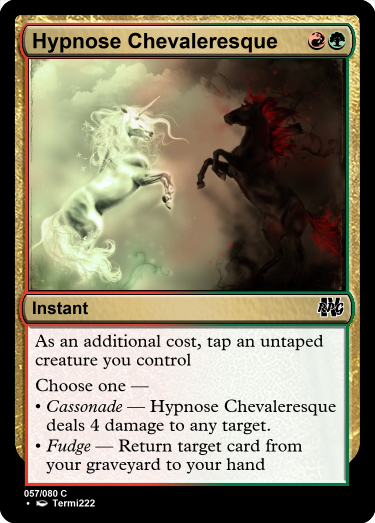 Hypnose Chevaleresque
Instant
As an additional cost, tap an untaped
creature you control
Choose one —
• Cassonade — Hypnose Chevaleresque
deals 4 damage to any target.
• Fudge — Return target card from
your graveyard to your hand
057/080 C
• Termi222